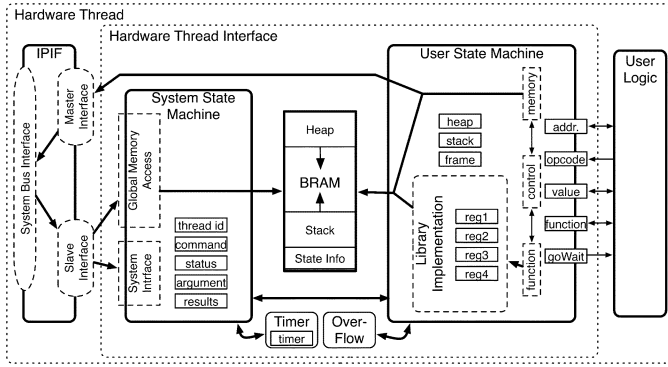 Hardware Thread
Hardware Thread Interface
IPIF
System Bus Interface
Master
Interface
Slave
Interface
System State
Machine
Global Memory
Access
System
Intrface
thread id
command
status
argument
results
Heap
BRAM
Stack
State Info
Timer
timer
Over-
Flow
User State Machine
heap
stack
frame
Library
Implementation
reg1
reg2
reg3
reg4
memory
control
function
addr.
opcode
value
function
goWait
User
Logic